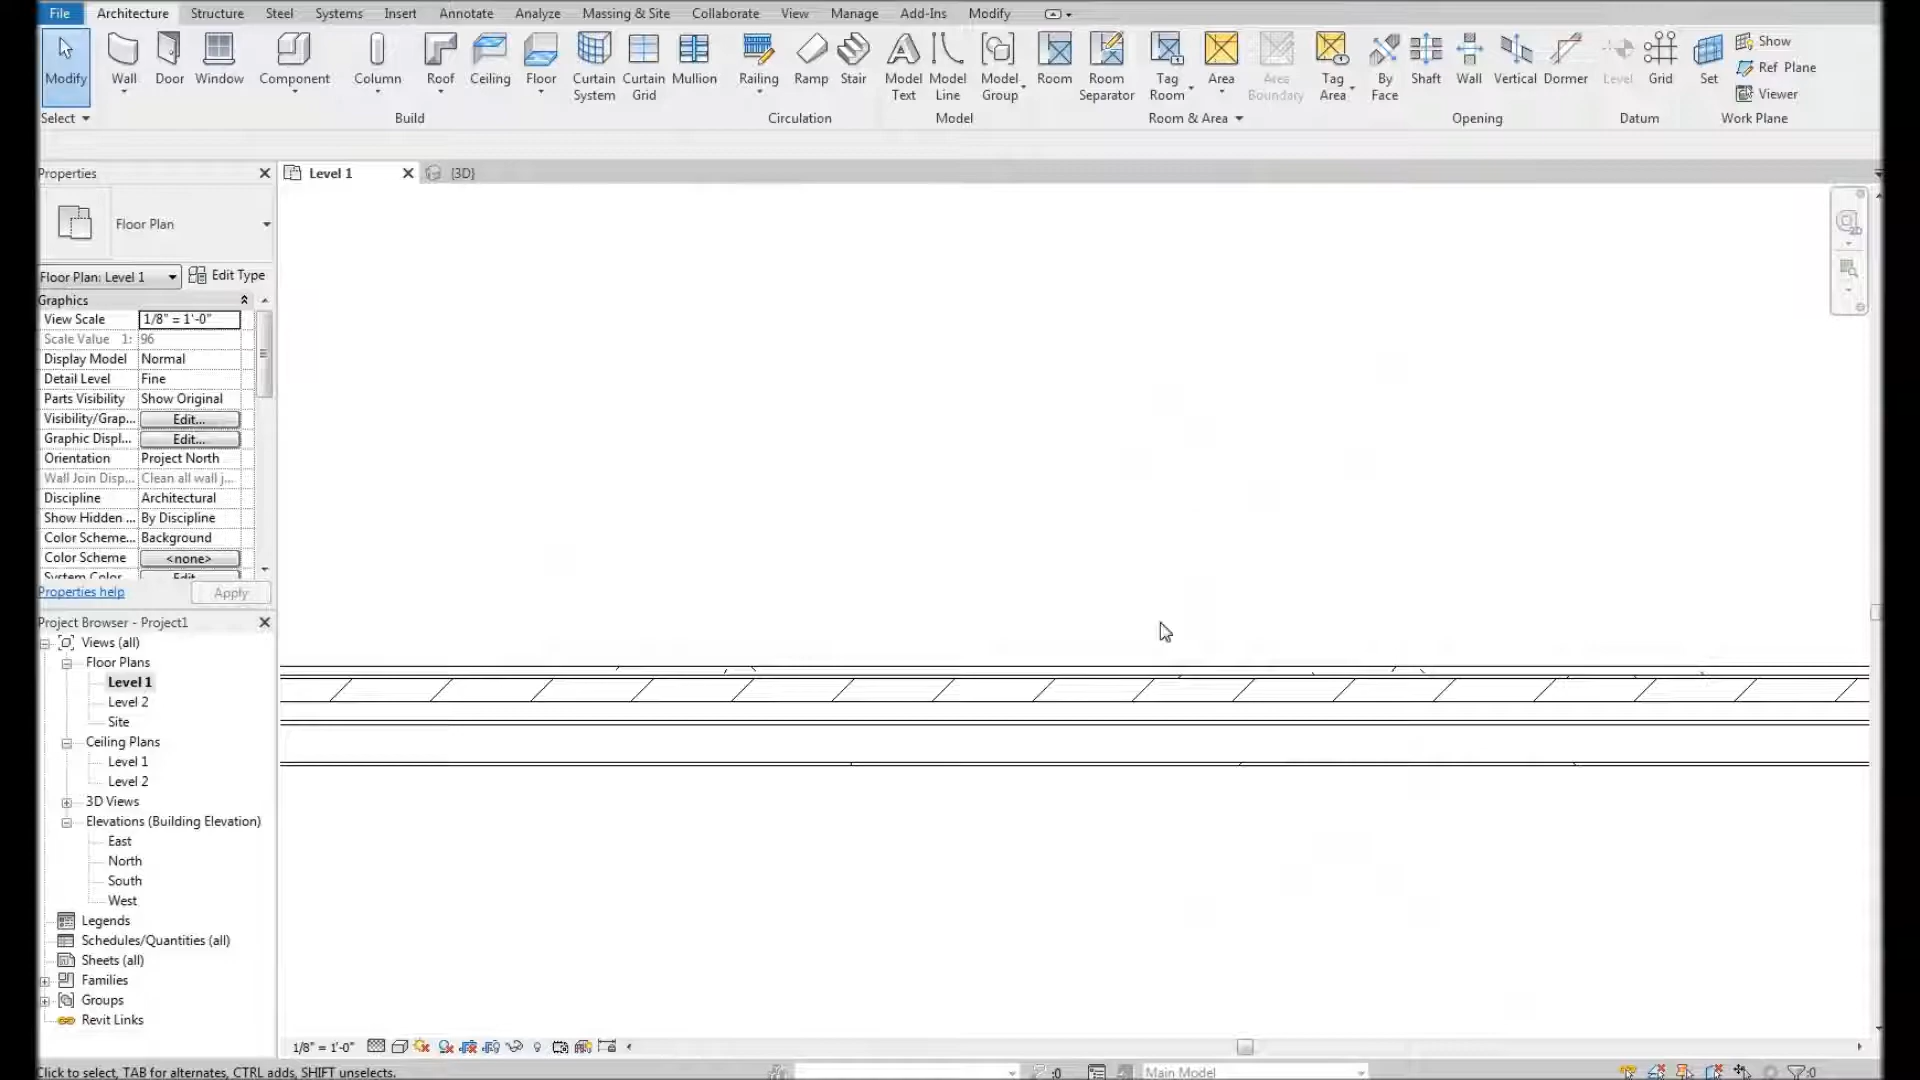 File Architecture Structure Steel Systems Insert Annotate Analyze Massing & Site Collaborate View Manage Add-Ins Modify
Modify Wall Door Window Component Column Roof Ceiling Floor Curtain System Curtain Grid Mullion Railing Ramp Stair Model Text Model Line Model Group Room Room Separator Tag Room Area Area Boundary Tag Area By Face Shaft Wall Vertical Dormer Level Grid Set Show
Ref Plane
Viewer
Select Build Circulation Model Room & Area Opening Datum Work Plane
Properties
Level 1 {3D}
Floor Plan
Floor Plan: Level 1 Edit Type
Graphics
View Scale 1/8" = 1'-0"
Scale Value 1: 96
Display Model Normal
Detail Level Fine
Parts Visibility Show Original
Visibility/Grap... Edit...
Graphic Displ... Edit...
Orientation Project North
Wall Join Disp... Clean all wall j...
Discipline Architectural
Show Hidden ... By Discipline
Color Scheme... Background
Color Scheme <none>
System Color Edit
Properties help Apply
Project Browser - Project1
Views (all)
Floor Plans
Level 1
Level 2
Site
Ceiling Plans
Level 1
Level 2
3D Views
Elevations (Building Elevation)
East
North
South
West
Legends
Schedules/Quantities (all)
Sheets (all)
Families
Groups
Revit Links
1/8" = 1'-0"
Click to select, TAB for alternates, CTRL adds, SHIFT unselects. :0 Main Model :0